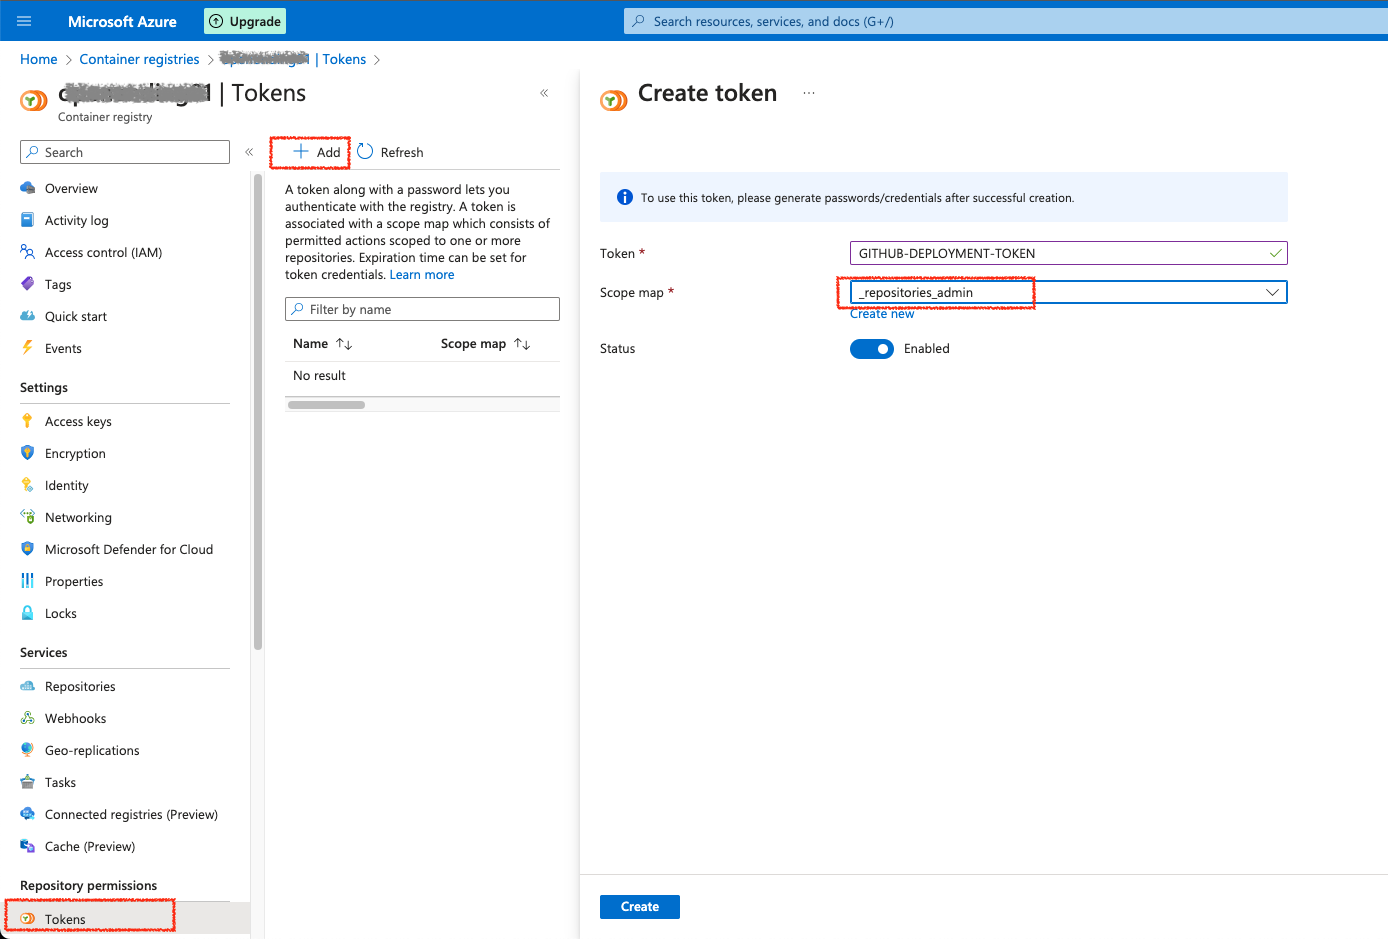 Microsoft Azure
Upgrade
Search resources, services, and docs (G+/)
Home > Container registries > | Tokens >
| Tokens
Container registry
Search
Overview
Activity log
Access control (IAM)
Tags
Quick start
Events
Settings
Access keys
Encryption
Identity
Networking
Microsoft Defender for Cloud
Properties
Locks
Services
Repositories
Webhooks
Geo-replications
Tasks
Connected registries (Preview)
Cache (Preview)
Repository permissions
Tokens
Add Refresh
A token along with a password lets you
authenticate with the registry. A token is
associated with a scope map which consists of
permitted actions scoped to one or more
repositories. Expiration time can be set for
token credentials. Learn more
Filter by name
Name Scope map
No result
Create token
To use this token, please generate passwords/credentials after successful creation.
Token * GITHUB-DEPLOYMENT-TOKEN
Scope map * _repositories_admin
Create new
Status Enabled
Create